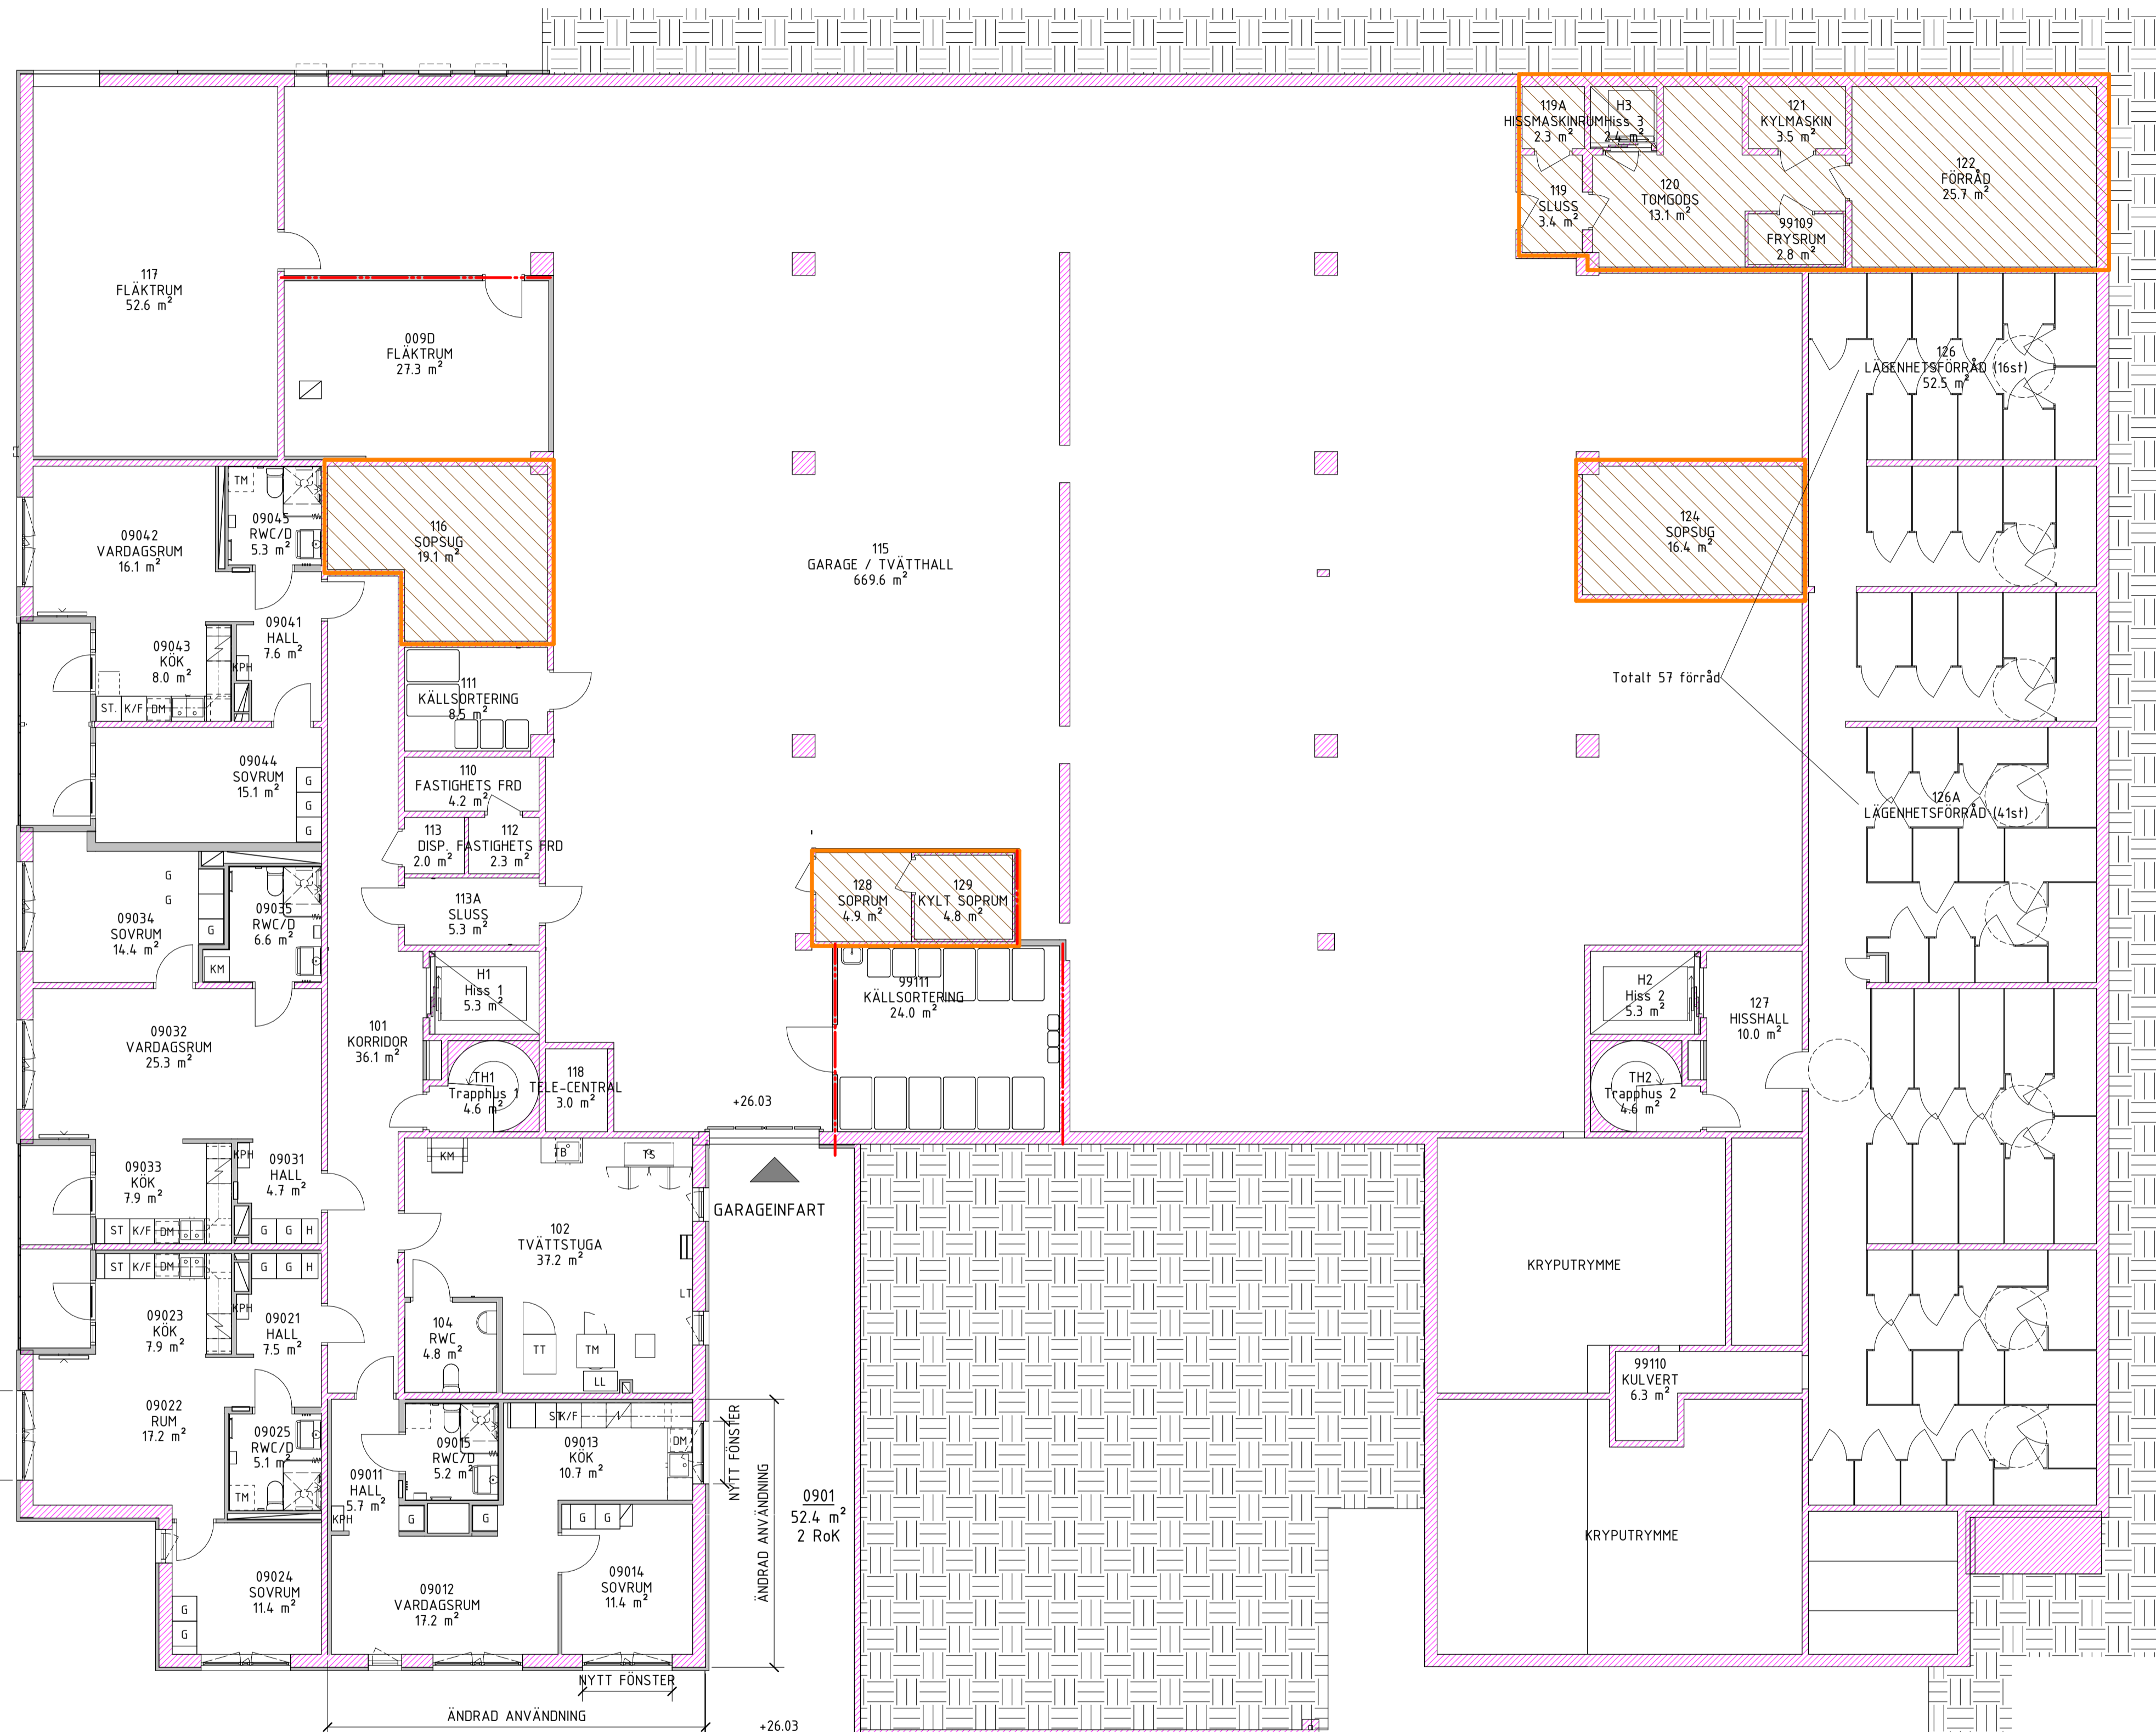 117
FLÄKTRUM
52.6 m²
009D
FLÄKTRUM
27.3 m²
119A
HISSMASKINRUM
2.3 m²
H3
Hiss 3
2.4 m²
121
KYLMASKIN
3.5 m²
122
FÖRRÅD
25.7 m²
119
SLUSS
3.4 m²
120
TOMGODS
13.1 m²
99109
FRYSRUM
2.8 m²
126
LÄGENHETSFÖRRÅD (16st)
52.5 m²
09042
VARDAGSRUM
16.1 m²
TM
09045
RWC/D
5.3 m²
116
SOPSUG
19.1 m²
115
GARAGE / TVÄTTHALL
669.6 m²
124
SOPSUG
16.4 m²
09043
KÖK
8.0 m²
09041
HALL
7.6 m²
KPH
ST.
K/F
DM
111
KÄLLSORTERING
8.5 m²
Totalt 57 förråd
09044
SOVRUM
15.1 m²
G
G
G
110
FASTIGHETS FRD
4.2 m²
113
DISP.
2.0 m²
112
FASTIGHETS FRD
2.3 m²
126A
LÄGENHETSFÖRRÅD (41st)
G
G
G
09034
SOVRUM
14.4 m²
09035
RWC/D
6.6 m²
KM
113A
SLUSS
5.3 m²
128
SOPRUM
4.9 m²
129
KYLT SOPRUM
4.8 m²
H1
Hiss 1
5.3 m²
99111
KÄLLSORTERING
24.0 m²
H2
Hiss 2
5.3 m²
127
HISSHALL
10.0 m²
09032
VARDAGSRUM
25.3 m²
101
KORRIDOR
36.1 m²
TH1
Trapphus 1
4.6 m²
118
TELE-CENTRAL
3.0 m²
+26.03
TH2
Trapphus 2
4.6 m²
09033
KÖK
7.9 m²
KPH
09031
HALL
4.7 m²
ST
K/F
DM
G
G
H
KM
TB
TS
GARAGEINFART
102
TVÄTTSTUGA
37.2 m²
KRYPUTRYMME
ST
K/F
DM
G
G
H
09023
KÖK
7.9 m²
KPH
09021
HALL
7.5 m²
LT
104
RWC
4.8 m²
TT
TM
LL
99110
KULVERT
6.3 m²
09022
RUM
17.2 m²
09025
RWC/D
5.1 m²
TM
09011
HALL
5.7 m²
KPH
09015
RWC/D
5.2 m²
ST
K/F
09013
KÖK
10.7 m²
DM
NYTT FÖNSTER
ÄNDRAD ANVÄNDNING
0901
52.4 m²
2 RoK
G
G
G
G
KRYPUTRYMME
09024
SOVRUM
11.4 m²
G
G
09012
VARDAGSRUM
17.2 m²
09014
SOVRUM
11.4 m²
NYTT FÖNSTER
ÄNDRAD ANVÄNDNING
+26.03